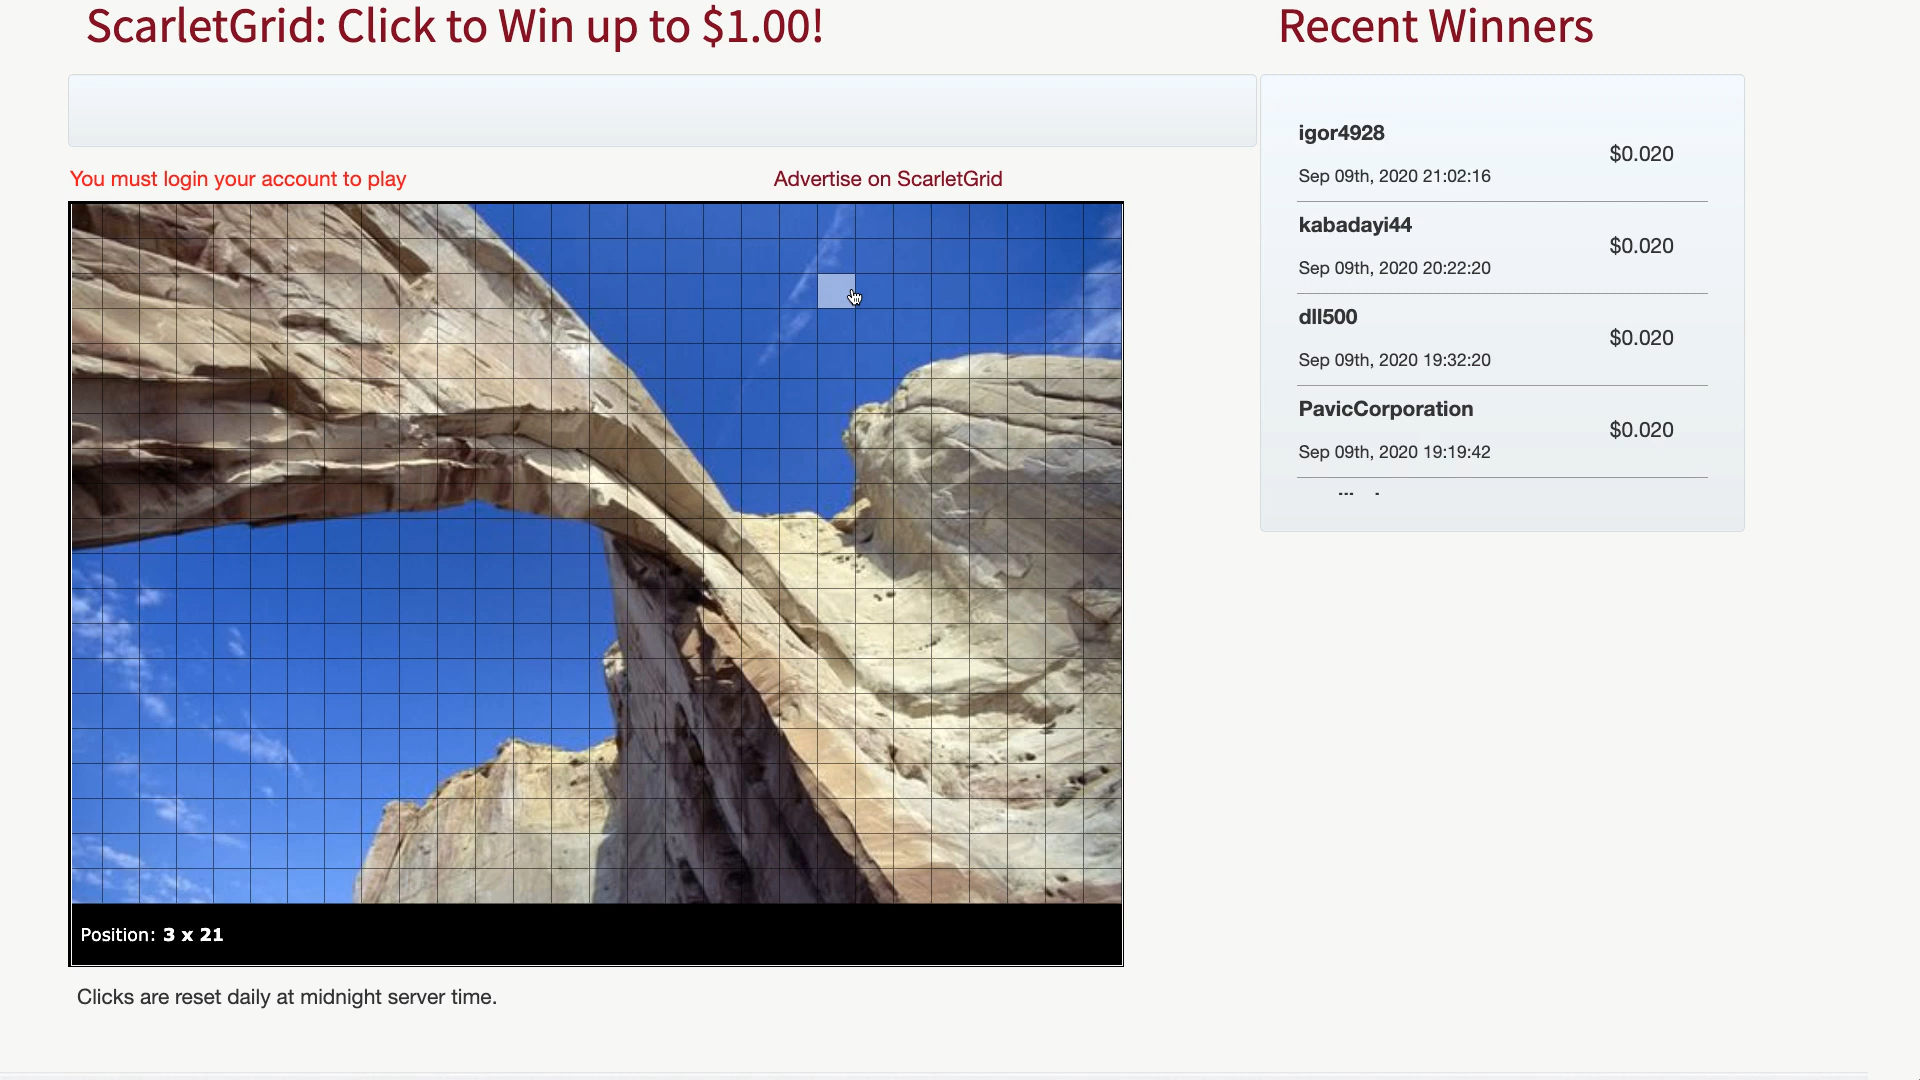 ScarletGrid: Click to Win up to $1.00!
Recent Winners
You must login your account to play
Advertise on ScarletGrid
igor4928
$0.020
Sep 09th, 2020 21:02:16
kabadayi44
$0.020
Sep 09th, 2020 20:22:20
dll500
$0.020
Sep 09th, 2020 19:32:20
PavicCorporation
$0.020
Sep 09th, 2020 19:19:42
Position: 3 x 21
Clicks are reset daily at midnight server time.